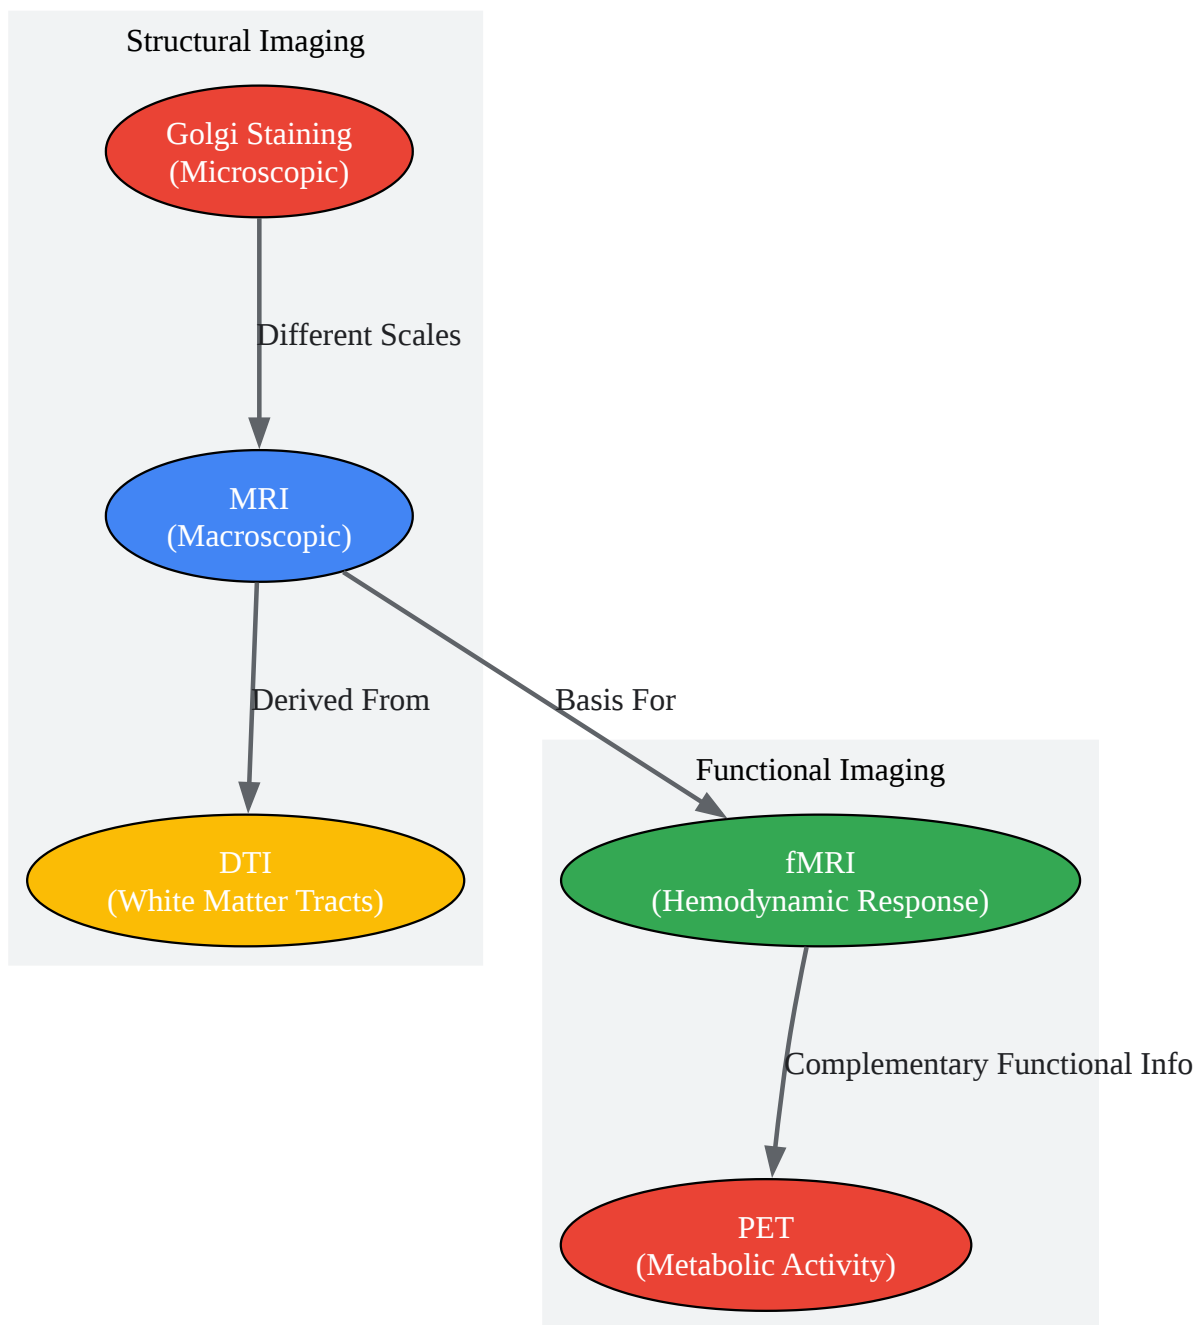 Structural Imaging
Golgi Staining
(Microscopic)
Different Scales
MRI
(Macroscopic)
Derived From
Basis For
Functional Imaging
DTI
(White Matter Tracts)
fMRI
(Hemodynamic Response)
Complementary Functional Info
PET
(Metabolic Activity)